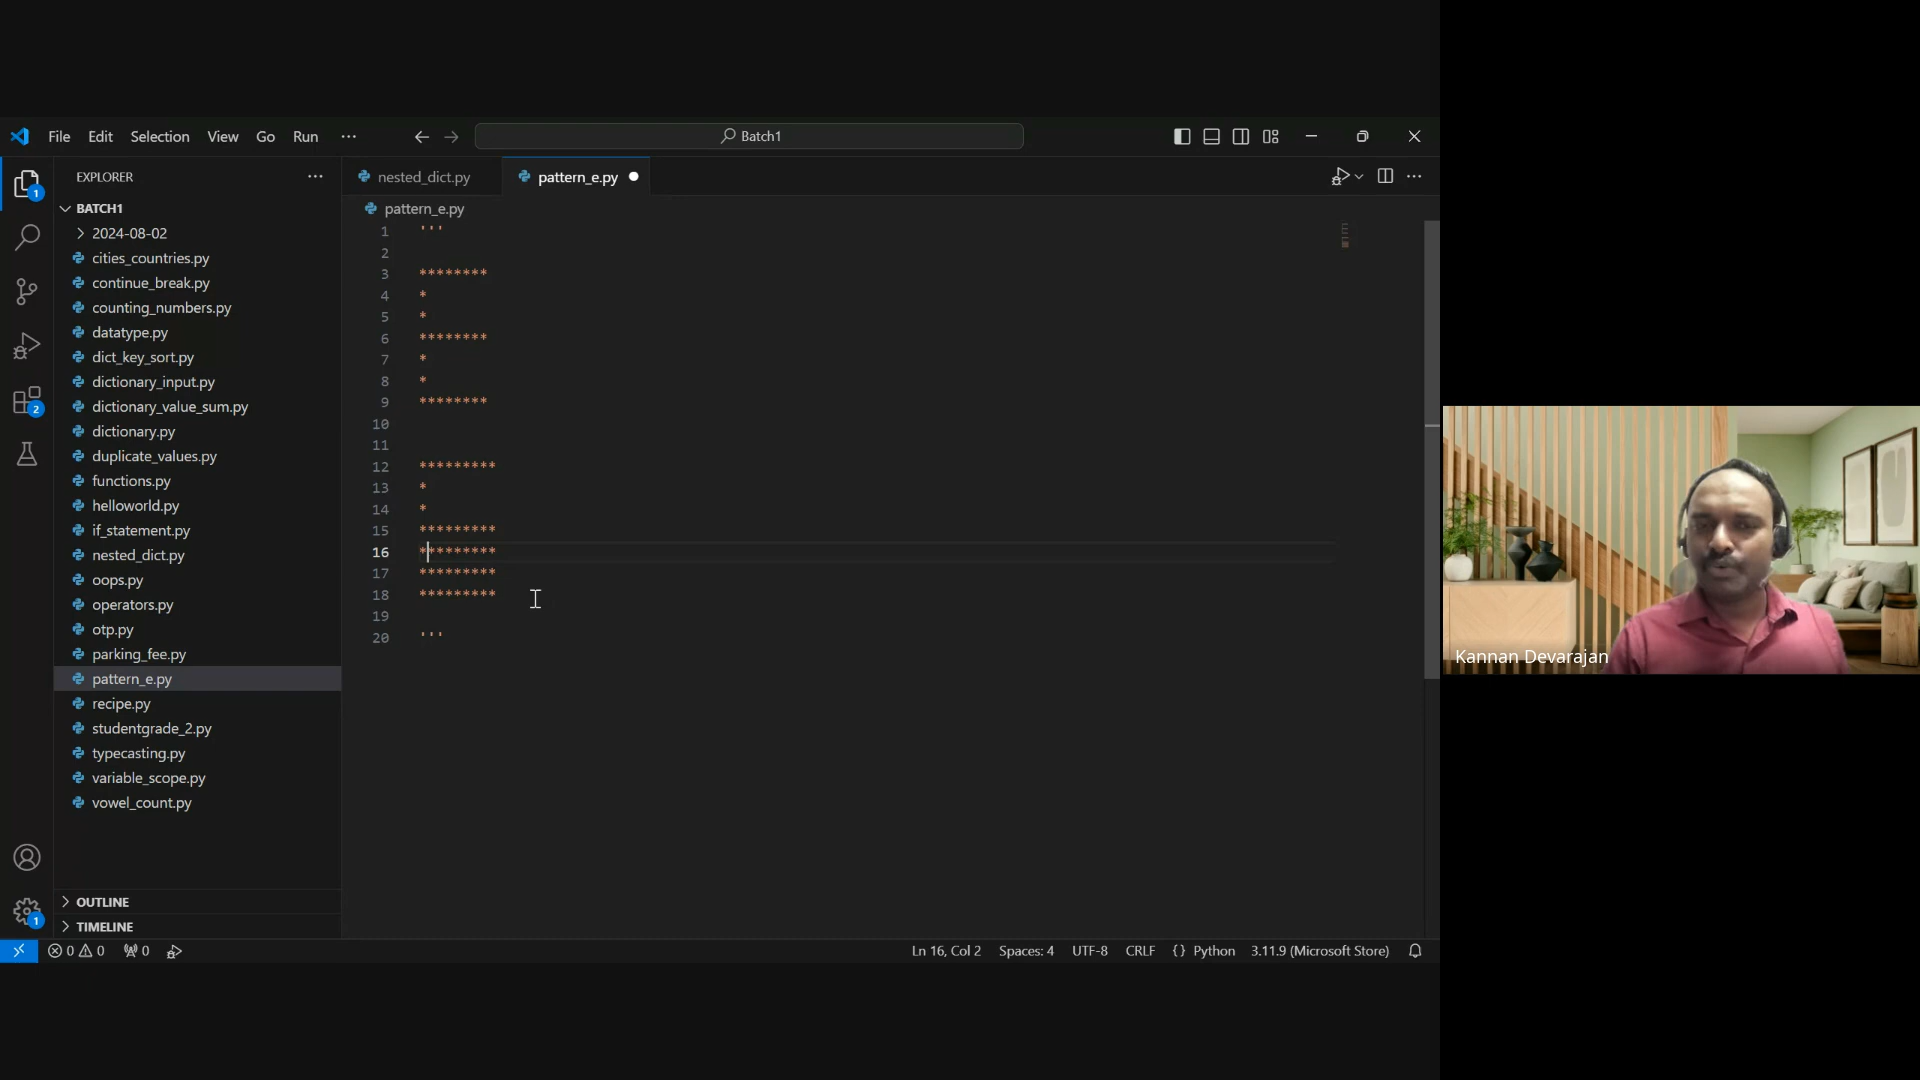 File Edit Selection View Go Run ··· Batch1
EXPLORER ···
nested_dict.py pattern_e.py
BATCH1
pattern_e.py
2024-08-02
cities_countries.py
continue_break.py
counting_numbers.py
datatype.py
dict_key_sort.py
dictionary_input.py
dictionary_value_sum.py
dictionary.py
duplicate_values.py
functions.py
helloworld.py
if_statement.py
nested_dict.py
oops.py
operators.py
otp.py
parking_fee.py
pattern_e.py
recipe.py
studentgrade_2.py
typecasting.py
variable_scope.py
vowel_count.py
OUTLINE
TIMELINE
1
2
1
1 '''
2
3 ********
4 *
5 *
6 ********
7 *
8 *
9 ********
10
11
12 *********
13 *
14 *
15 *********
16 *********
17 *********
18 *********
19
20 '''
0 0 0 Ln 16, Col 2 Spaces: 4 UTF-8 CRLF {} Python 3.11.9 (Microsoft Store)
Kannan Devarajan